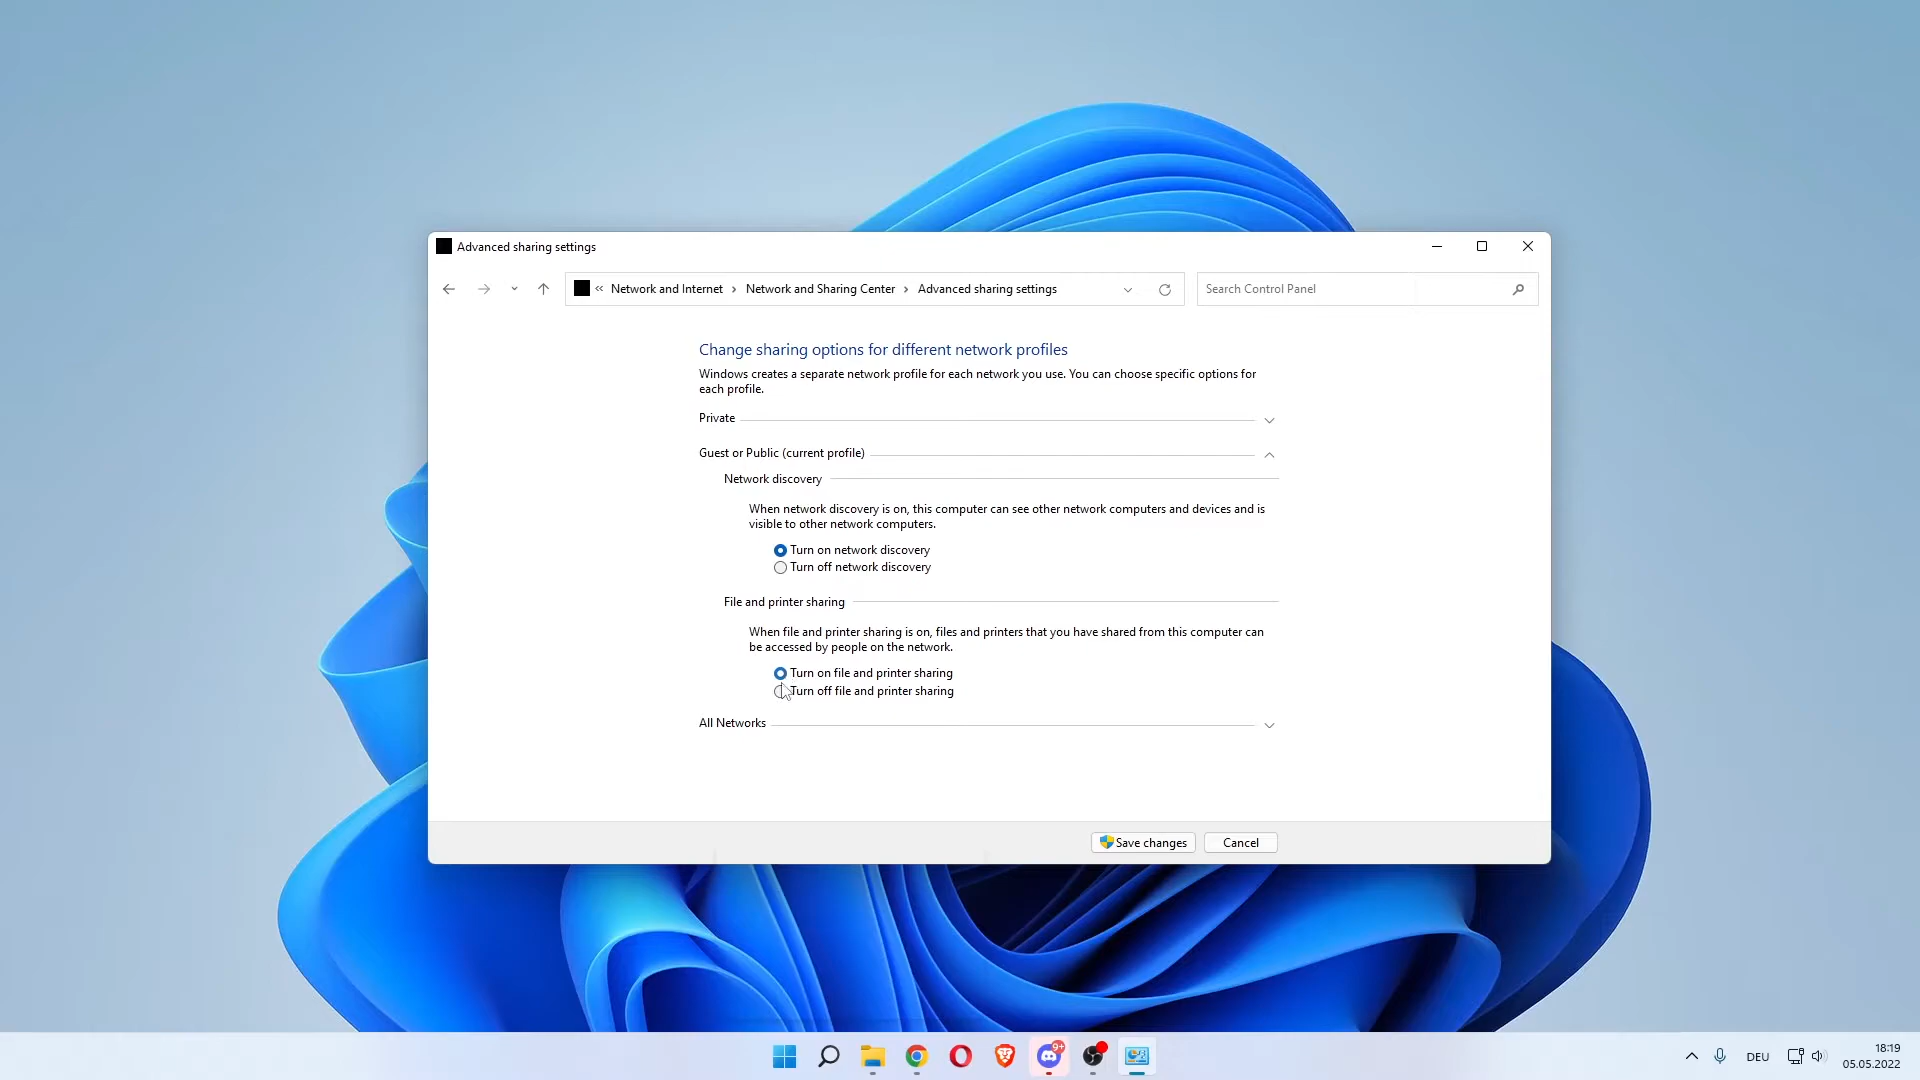 Advanced sharing settings
« Network and Internet › Network and Sharing Center › Advanced sharing settings
Search Control Panel
Change sharing options for different network profiles
Windows creates a separate network profile for each network you use. You can choose specific options for
each profile.
Private
Guest or Public (current profile)
Network discovery
When network discovery is on, this computer can see other network computers and devices and is
visible to other network computers.
Turn on network discovery
Turn off network discovery
File and printer sharing
When file and printer sharing is on, files and printers that you have shared from this computer can
be accessed by people on the network.
Turn on file and printer sharing
Turn off file and printer sharing
All Networks
Save changes
Cancel
9+
DEU
18:19
05.05.2022